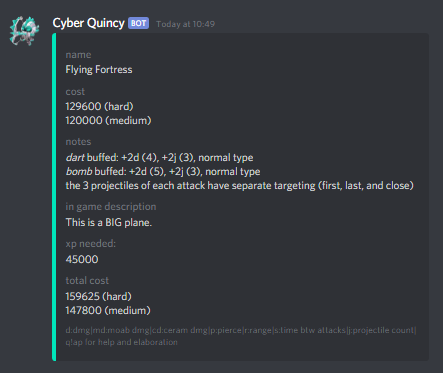 Cyber Quincy BOT Today at 10:49
name
Flying Fortress
cost
129600 (hard)
120000 (medium)
notes
dart buffed: +2d (4), +2j (3), normal type
bomb buffed: +2d (5), +2j (3), normal type
the 3 projectiles of each attack have separate targeting (first, last, and close)
in game description
This is a BIG plane.
xp needed:
45000
total cost
159625 (hard)
147800 (medium)
d:dmg|md:moab dmg|cd:ceram dmg|p:pierce|r:range|s:time btw attacks|j:projectile count|
q!ap for help and elaboration